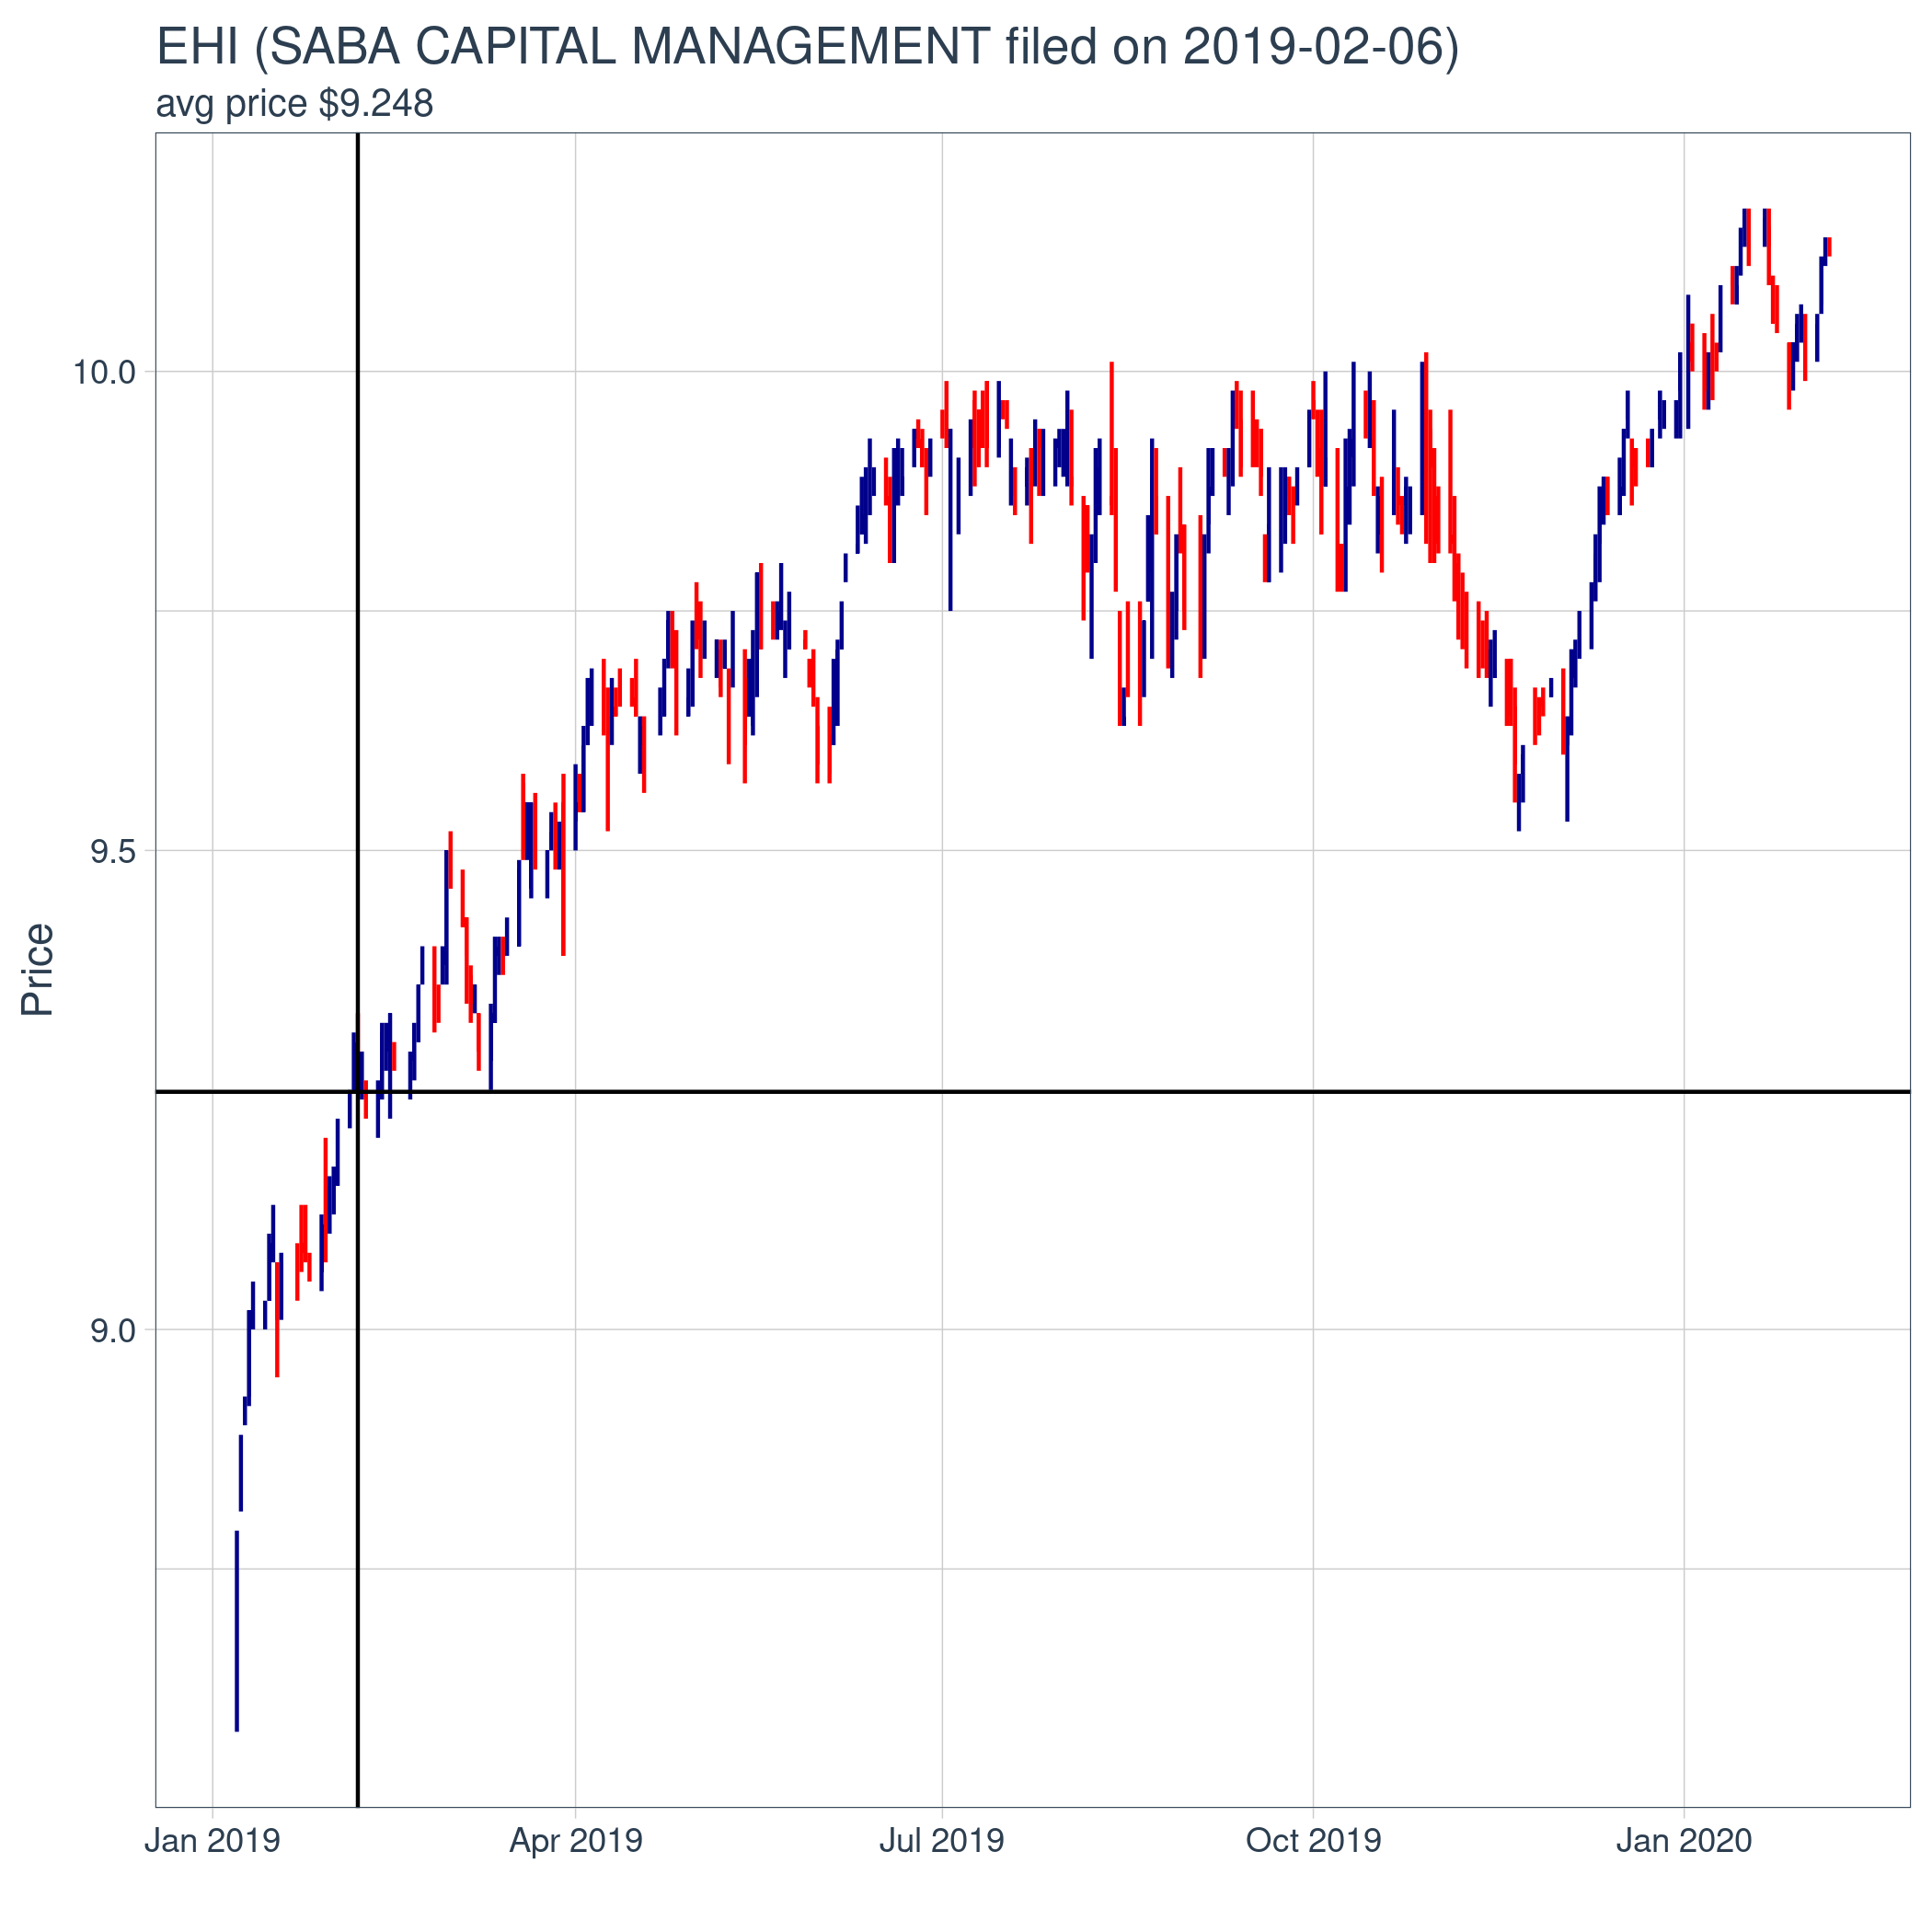 EHI (SABA CAPITAL MANAGEMENT filed on 2019-02-06)
avg price $9.248
10.0
9.5
9.0
Price
Jan 2019
Apr 2019
Jul 2019
Oct 2019
Jan 2020